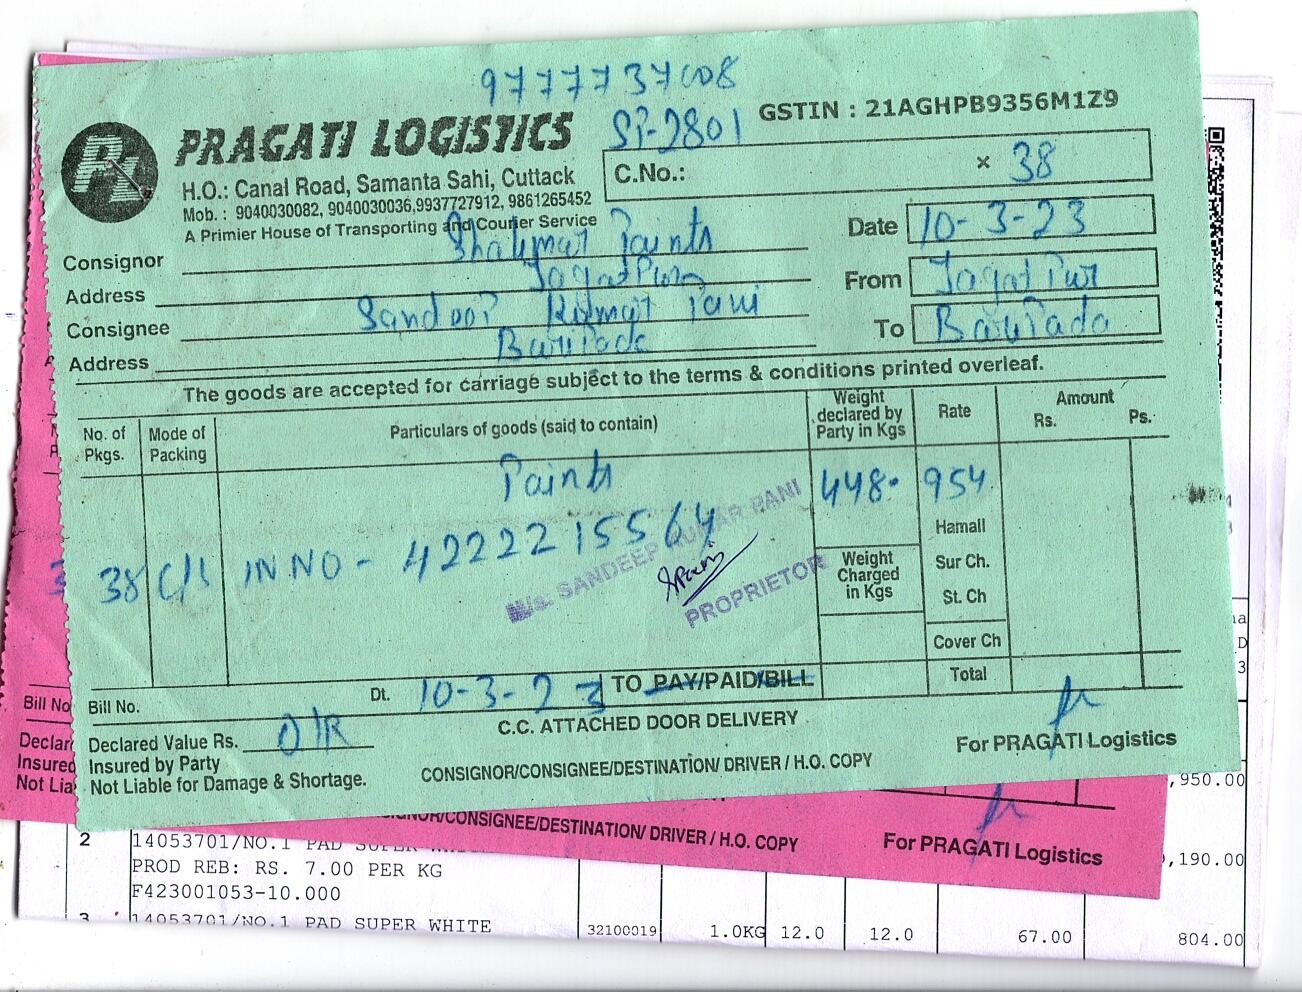 9777737008
PRAGATI LOGISTICS
SP-2801
GSTIN : 21AGHPB9356M1Z9
H.O.: Canal Road, Samanta Sahi, Cuttack
Mob. : 9040030082, 9040030036,9937727912, 9861265452
A Primier House of Transporting and Courier Service
C.No.: × 38
Date 10-3-23
Consignor Shalimar Paints
Address JagatPur
From JagatPur
Consignee Sandeep Kumar Pani
To Baripada
Address Baripada
The goods are accepted for carriage subject to the terms & conditions printed overleaf.
No. of Pkgs. Mode of Packing Particulars of goods (said to contain) Weight declared by Party in Kgs Rate Amount Rs. Ps.
Paints 448. 954
38 C/S IN NO - 4222215564
M/s. SANDEEP KUMAR PANI
PROPRIETOR
Hamall
Weight Charged in Kgs
Sur Ch.
St. Ch
Cover Ch
Total
Bill No. Dt. 10-3-23 TO PAY/PAID/BILL
Declared Value Rs. O/R
C.C. ATTACHED DOOR DELIVERY
Insured by Party
Not Liable for Damage & Shortage.
CONSIGNOR/CONSIGNEE/DESTINATION/ DRIVER / H.O. COPY
For PRAGATI Logistics
Bill No
Declar
Insured
Not Lia
/CONSIGNEE/DESTINATION/ DRIVER / H.O. COPY
For PRAGATI Logistics
,950.00
2 14053701/NO.1 PAD SUPER
,190.00
PROD REB: RS. 7.00 PER KG
F423001053-10.000
3 14053701/NO.1 PAD SUPER WHITE 32100019 1.0KG 12.0 12.0 67.00 804.00